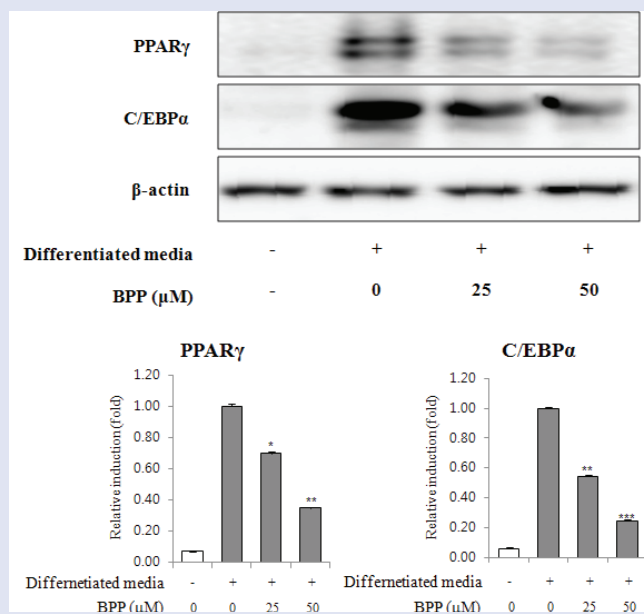 PPARγ
C/EBPα
β-actin
Differentiated media - + + +
BPP (μM) - 0 25 50
PPARγ
Relative induction (fold)
1.20
1.00
0.80
0.60
0.40
0.20
0.00
*
**
Differnetiated media - + + +
BPP (μM) 0 0 25 50
C/EBPα
Relative induction (fold)
1.20
1.00
0.80
0.60
0.40
0.20
0.00
**
***
Differnetiated media - + + +
BPP (μM) 0 0 25 50